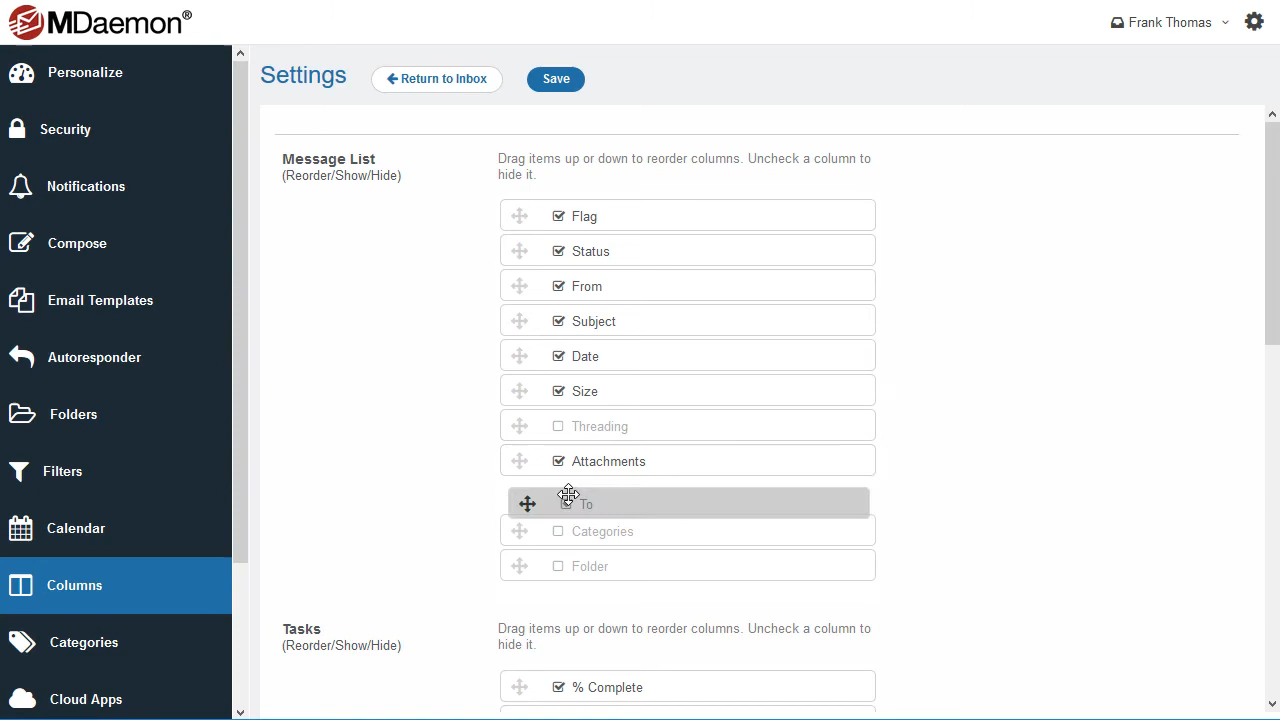 MDaemon®
Frank Thomas
Personalize
Security
Notifications
Compose
Email Templates
Autoresponder
Folders
Filters
Calendar
Columns
Categories
Cloud Apps
Settings
Return to Inbox
Save
Message List
(Reorder/Show/Hide)
Drag items up or down to reorder columns. Uncheck a column to
hide it.
Flag
Status
From
Subject
Date
Size
Threading
Attachments
To
Categories
Folder
Tasks
(Reorder/Show/Hide)
Drag items up or down to reorder columns. Uncheck a column to
hide it.
% Complete